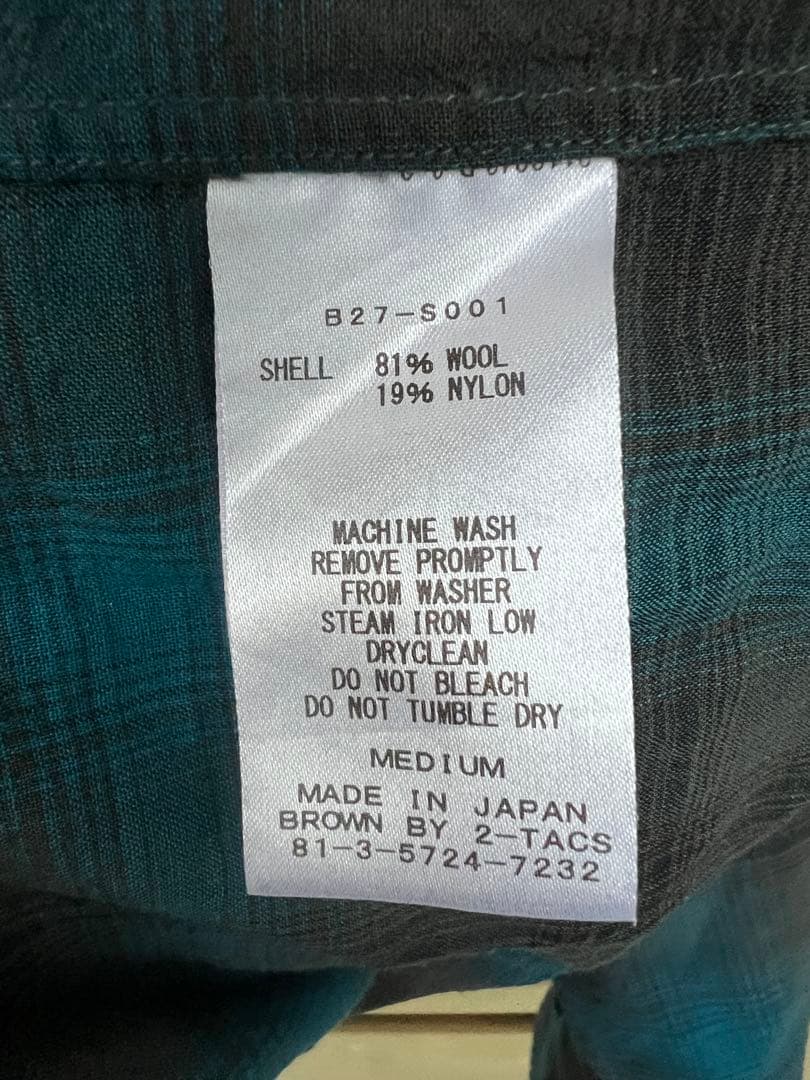 B27-S001
SHELL 81% WOOL
19% NYLON
MACHINE WASH
REMOVE PROMPTLY
FROM WASHER
STEAM IRON LOW
DRYCLEAN
DO NOT BLEACH
DO NOT TUMBLE DRY
MEDIUM
MADE IN JAPAN
BROWN BY 2-TACS
81-3-5724-7232